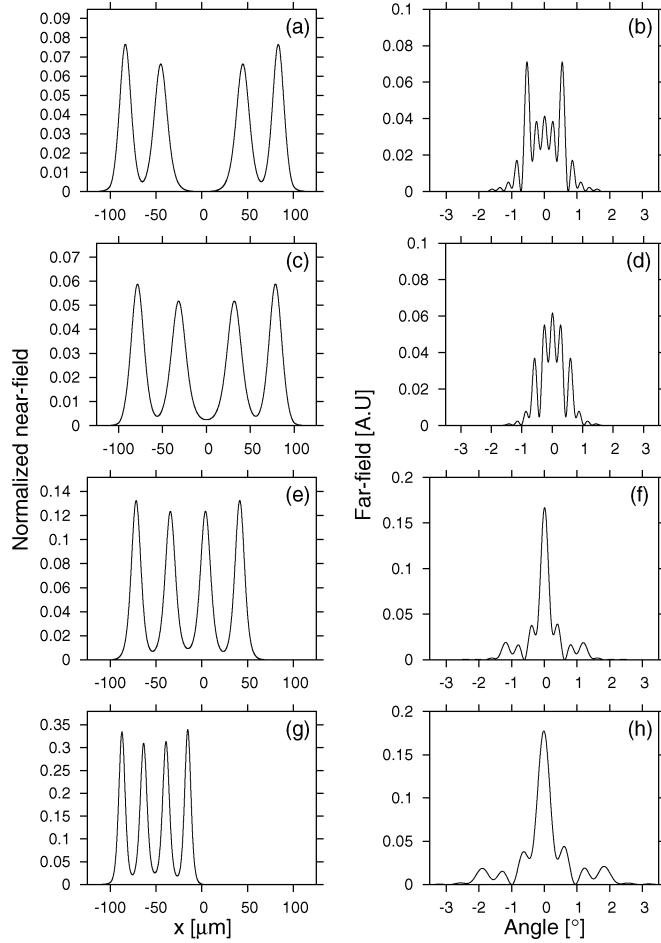 (a)
0.09
0.08
0.07
0.06
0.05
0.04
0.03
0.02
0.01
0
-100 -50 0 50 100
(b)
0.1
0.08
0.06
0.04
0.02
0
-3 -2 -1 0 1 2 3
(c)
0.07
0.06
0.05
0.04
0.03
0.02
0.01
0
-100 -50 0 50 100
(d)
0.1
0.08
0.06
0.04
0.02
0
-3 -2 -1 0 1 2 3
(e)
0.14
0.12
0.1
0.08
0.06
0.04
0.02
0
-100 -50 0 50 100
(f)
0.2
0.15
0.1
0.05
0
-3 -2 -1 0 1 2 3
(g)
0.35
0.3
0.25
0.2
0.15
0.1
0.05
0
-100 -50 0 50 100
x [μm]
(h)
0.2
0.15
0.1
0.05
0
-3 -2 -1 0 1 2 3
Angle [°]
Normalized near-field
Far-field [A.U]